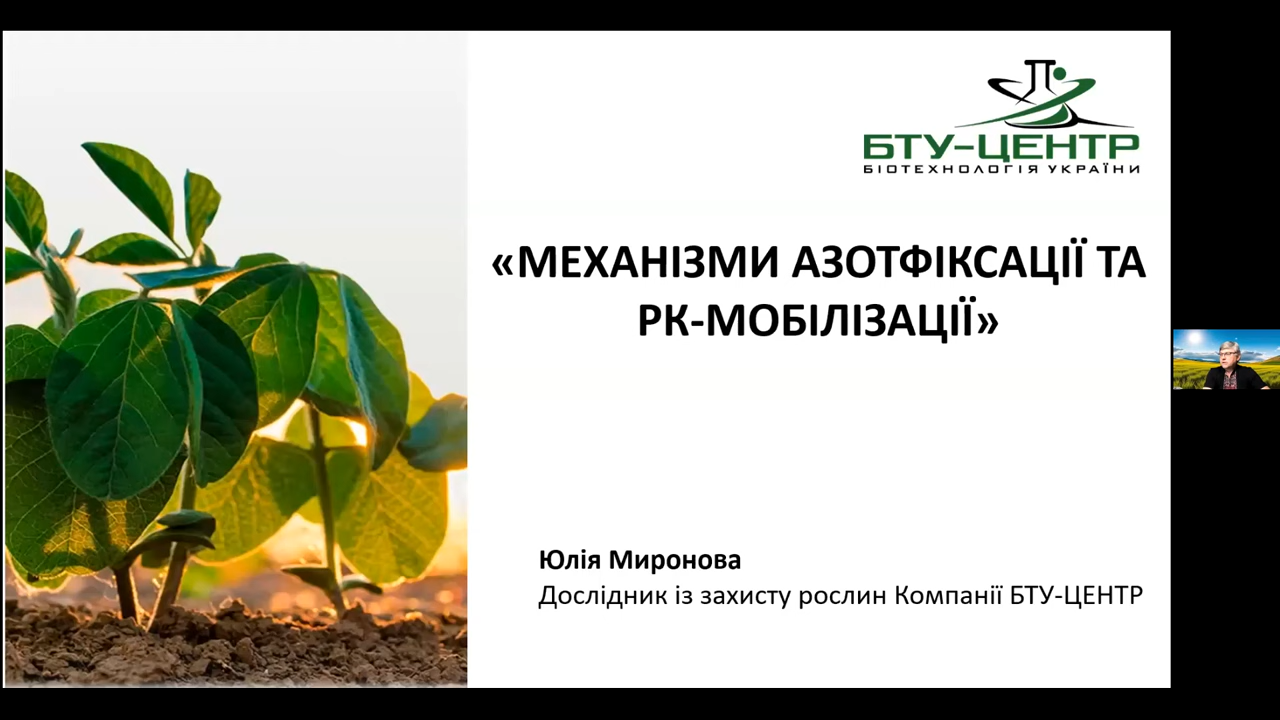 БТУ-ЦЕНТР
БІОТЕХНОЛОГІЯ УКРАЇНИ
«МЕХАНІЗМИ АЗОТФІКСАЦІЇ ТА
РК-МОБІЛІЗАЦІЇ»
Юлія Миронова
Дослідник із захисту рослин Компанії БТУ-ЦЕНТР